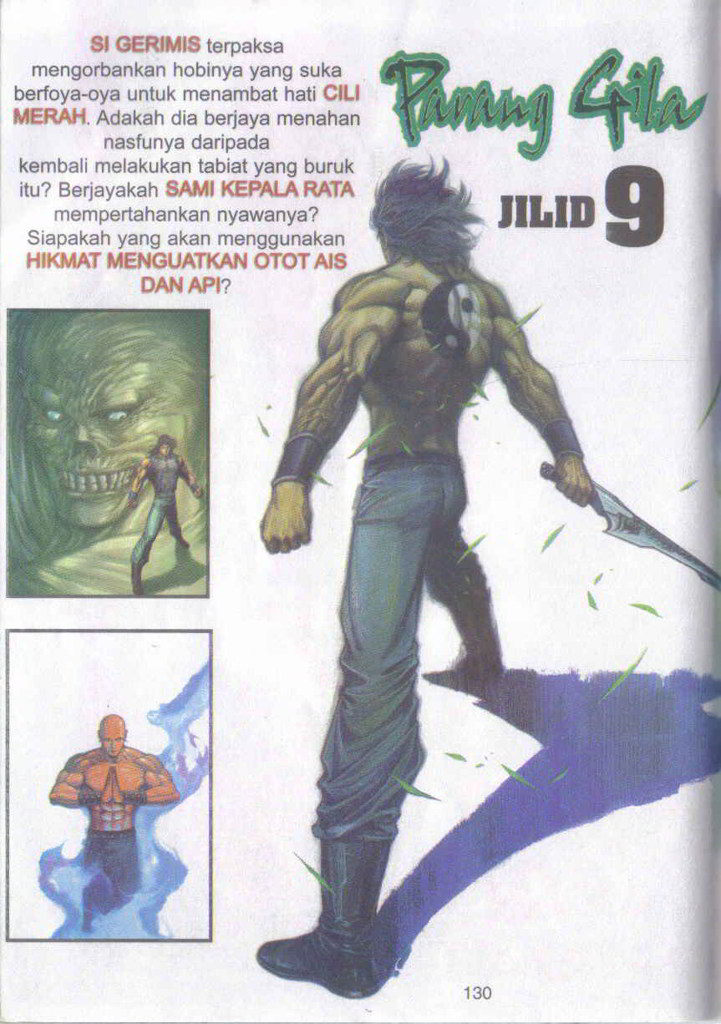 SI GERIMIS terpaksa
mengorbankan hobinya yang suka
berfoya-oya untuk menambat hati CILI
MERAH. Adakah dia berjaya menahan
nasfunya daripada
kembali melakukan tabiat yang buruk
itu? Berjayakah SAMI KEPALA RATA
mempertahankan nyawanya?
Siapakah yang akan menggunakan
HIKMAT MENGUATKAN OTOT AIS
DAN API?
Parang Gila
JILID 9
130